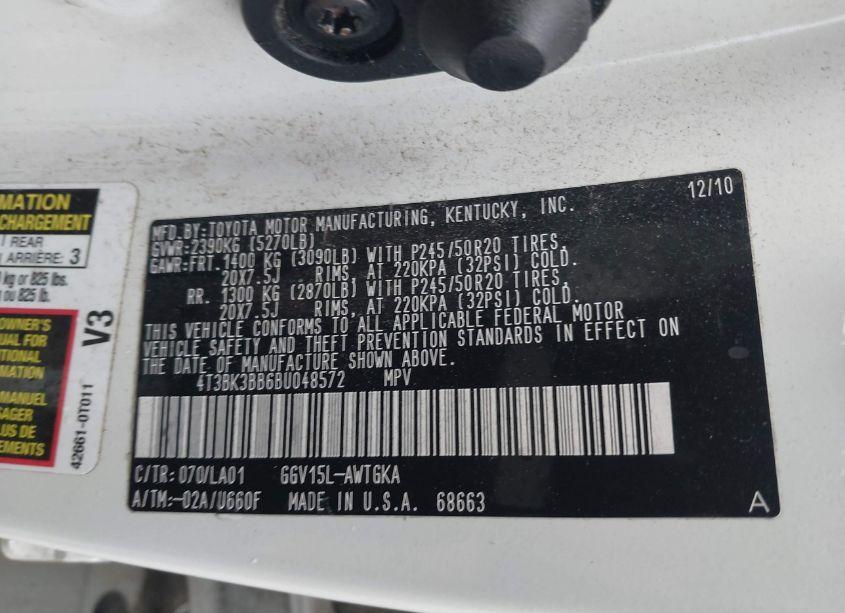 MATION
CHARGEMENT
REAR
ARRIÈRE: 3
kg or 825 lbs.
ou 825 lb.
V3
OWNER'S
UAL FOR
ITIONAL
RMATION
MANUEL
SAGER
LUS DE
EMENTS
42661-0T011
12/10
MFD.BY:TOYOTA MOTOR MANUFACTURING, KENTUCKY, INC.
GVWR:2390KG (5270LB)
GAWR:FRT. 1400 KG (3090LB) WITH P245/50R20 TIRES,
20X7.5J RIMS, AT 220KPA (32PSI) COLD.
RR. 1300 KG (2870LB) WITH P245/50R20 TIRES,
20X7.5J RIMS, AT 220KPA (32PSI) COLD.
THIS VEHICLE CONFORMS TO ALL APPLICABLE FEDERAL MOTOR
VEHICLE SAFETY AND THEFT PREVENTION STANDARDS IN EFFECT ON
THE DATE OF MANUFACTURE SHOWN ABOVE.
4T3BK3BB6BU048572 MPV
C/TR: 070/LA01 GGV15L-AWTGKA
A/TM:-02A/U660F MADE IN U.S.A. 68663
A